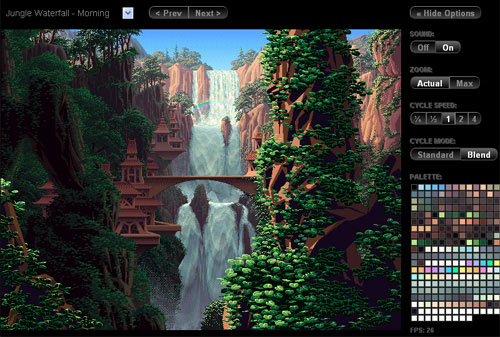 Jungle Waterfall - Morning
< Prev
Next >
« Hide Options
SOUND:
Off
On
ZOOM:
Actual
Max
CYCLE SPEED:
¼
½
1
2
4
CYCLE MODE:
Standard
Blend
PALETTE:
FPS: 26